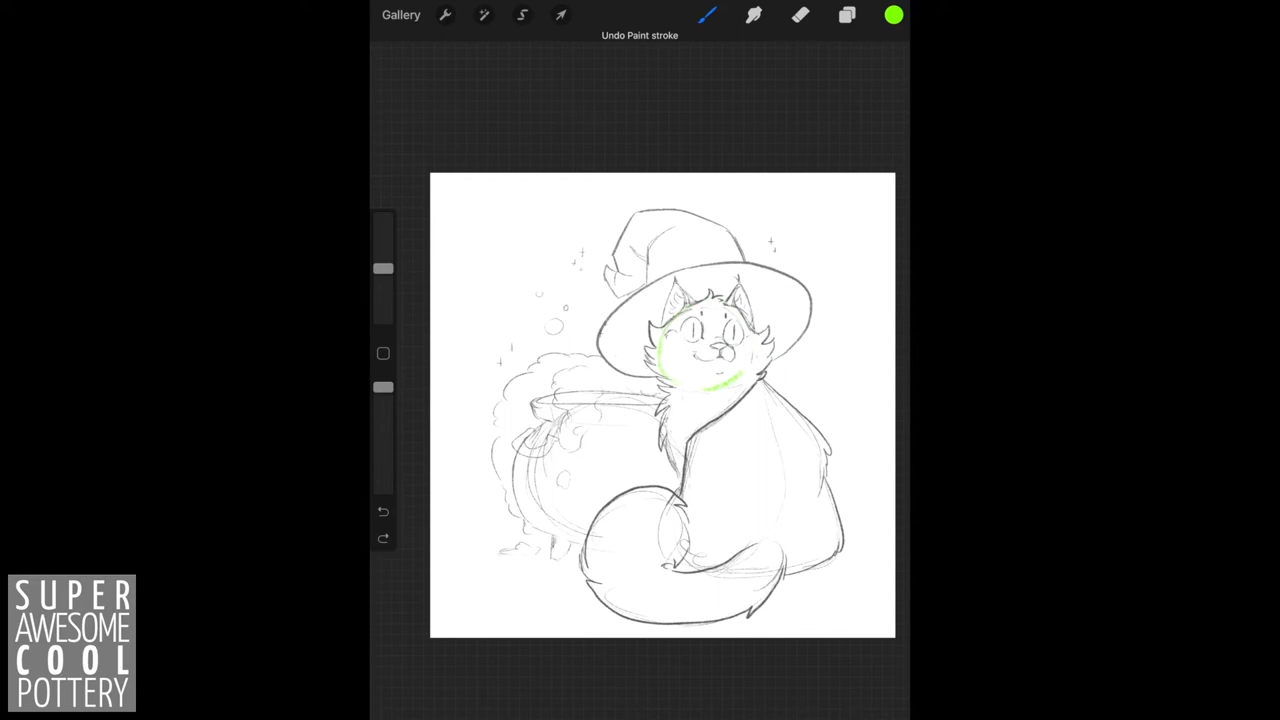 Gallery
Undo Paint stroke
SUPER
AWESOME
COOL
POTTERY